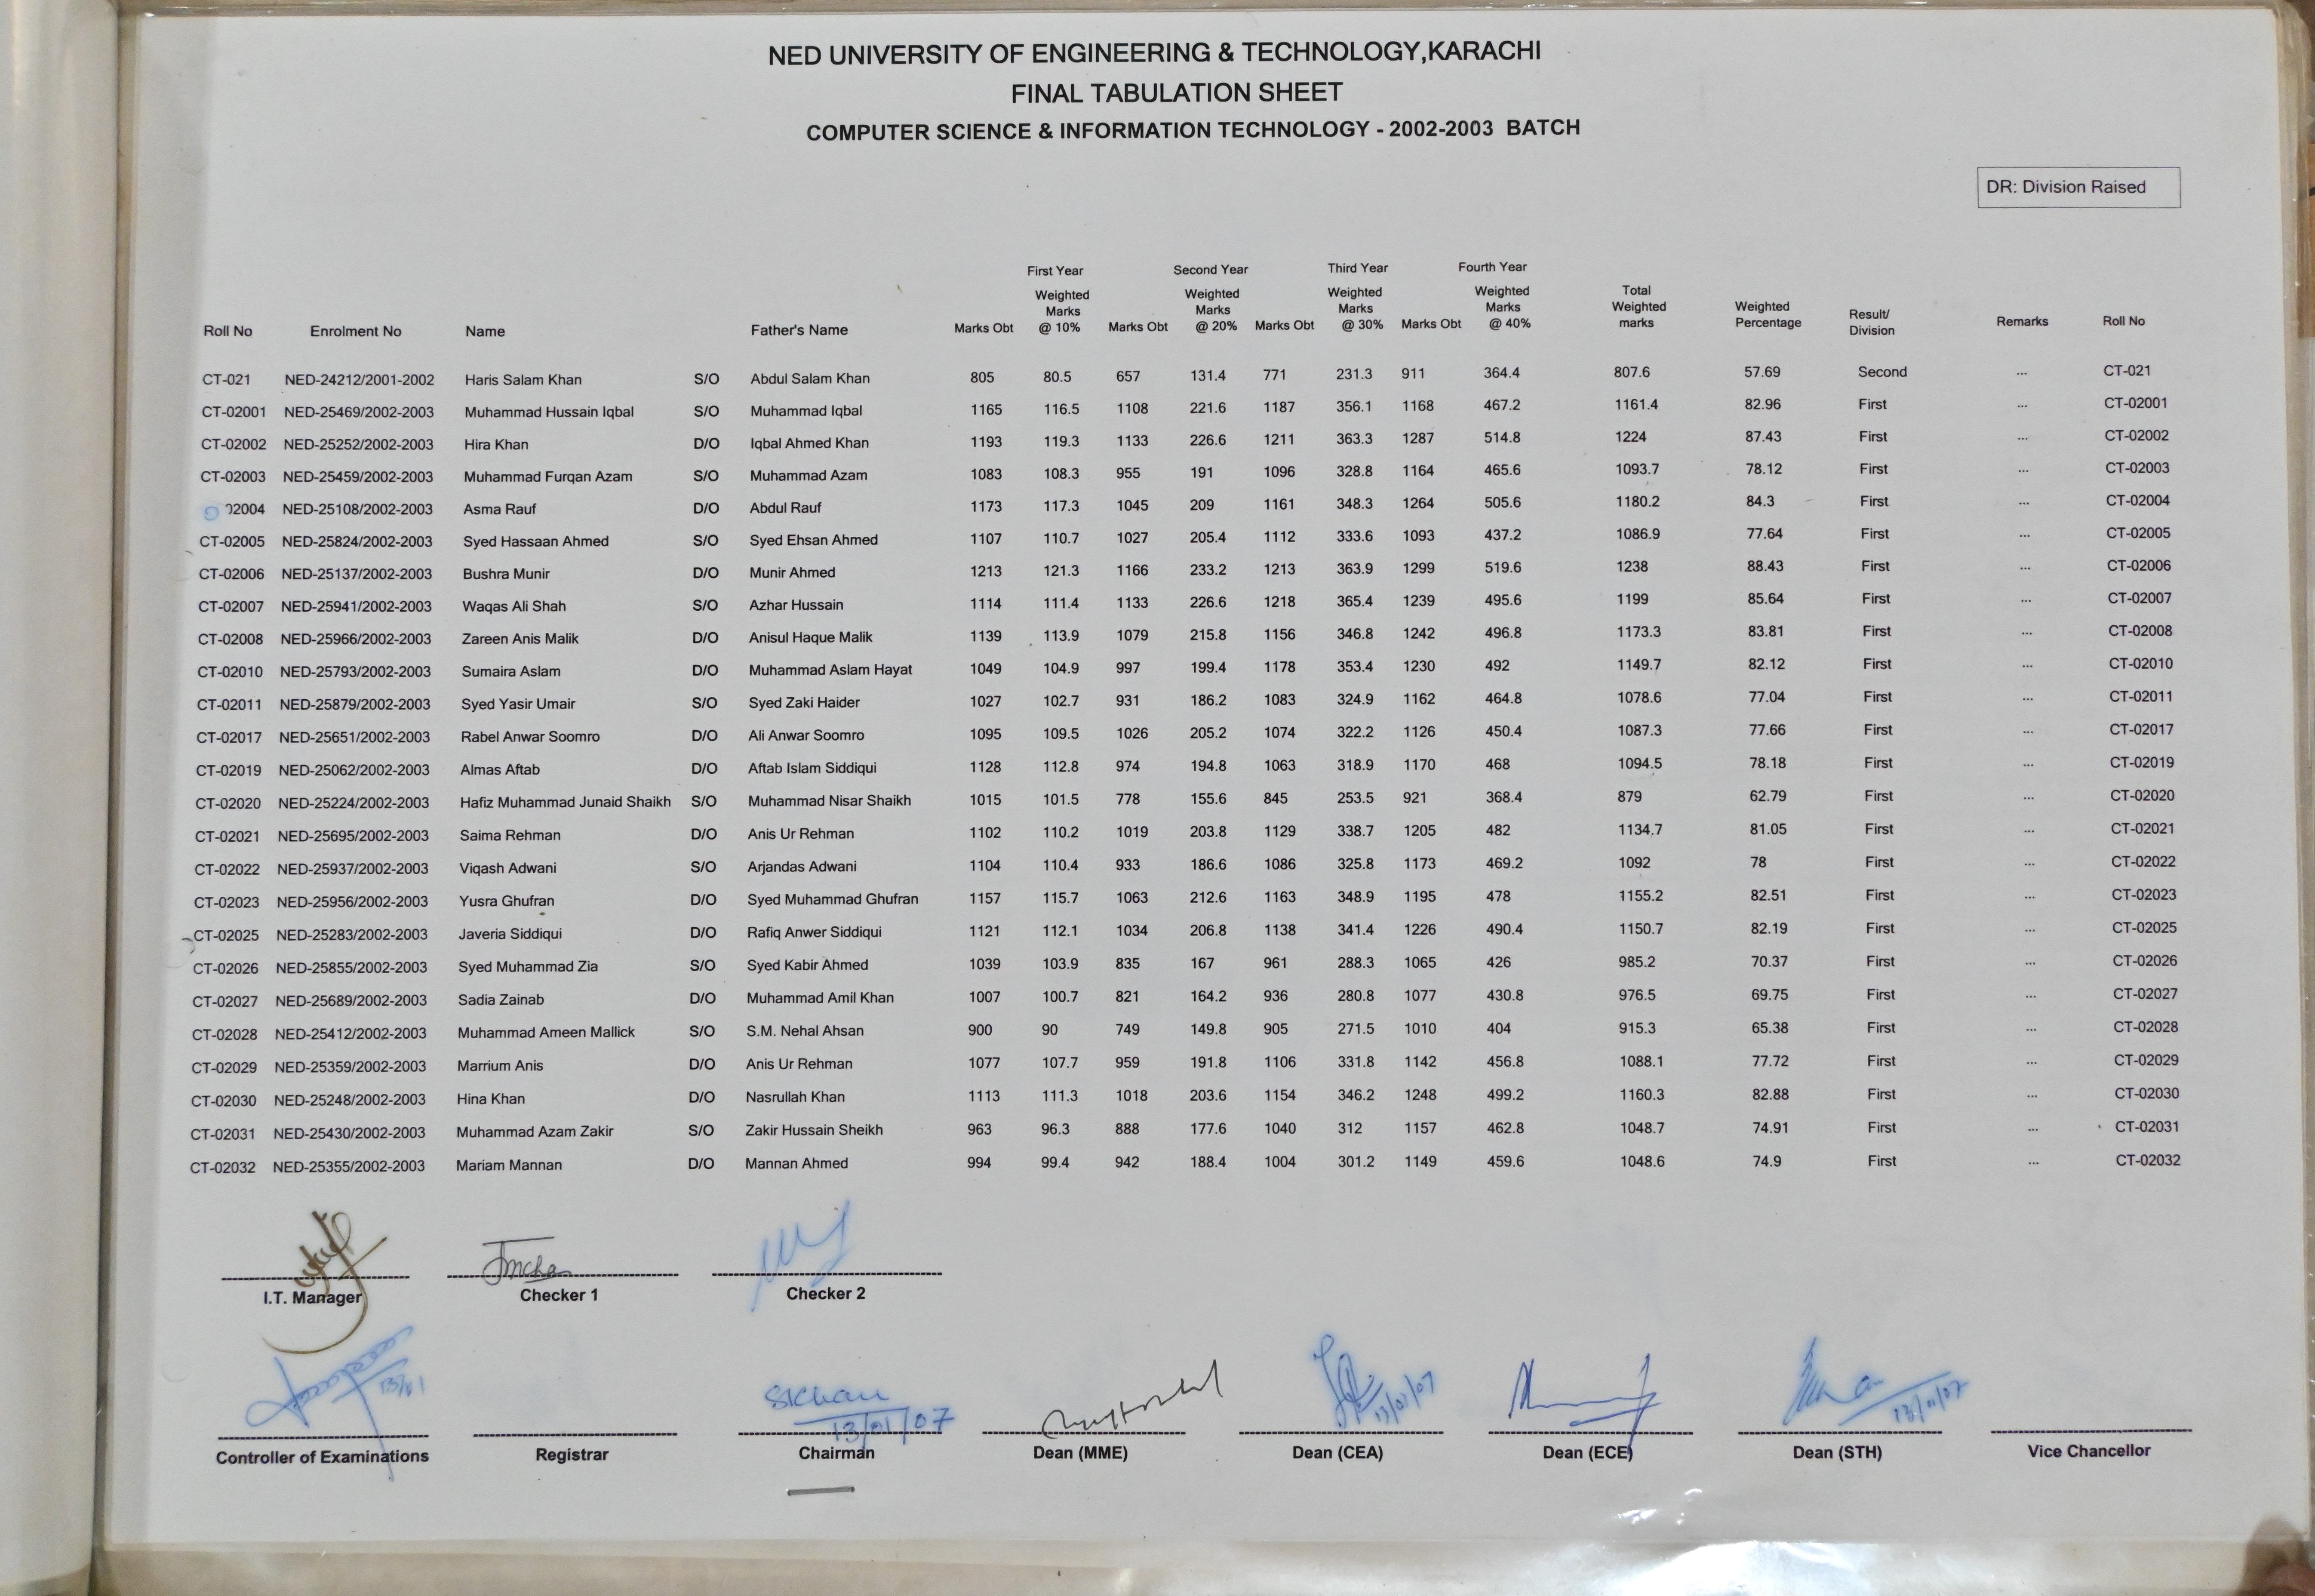 NED UNIVERSITY OF ENGINEERING & TECHNOLOGY,KARACHI
FINAL TABULATION SHEET
COMPUTER SCIENCE & INFORMATION TECHNOLOGY - 2002-2003 BATCH
DR: Division Raised
First Year Second Year Third Year Fourth Year
Roll No Enrolment No Name Father's Name Marks Obt Weighted Marks @ 10% Marks Obt Weighted Marks @ 20% Marks Obt Weighted Marks @ 30% Marks Obt Weighted Marks @ 40% Total Weighted marks Weighted Percentage Result/ Division Remarks Roll No
CT-021 NED-24212/2001-2002 Haris Salam Khan S/O Abdul Salam Khan 805 80.5 657 131.4 771 231.3 911 364.4 807.6 57.69 Second ... CT-021
CT-02001 NED-25469/2002-2003 Muhammad Hussain Iqbal S/O Muhammad Iqbal 1165 116.5 1108 221.6 1187 356.1 1168 467.2 1161.4 82.96 First ... CT-02001
CT-02002 NED-25252/2002-2003 Hira Khan D/O Iqbal Ahmed Khan 1193 119.3 1133 226.6 1211 363.3 1287 514.8 1224 87.43 First ... CT-02002
CT-02003 NED-25459/2002-2003 Muhammad Furqan Azam S/O Muhammad Azam 1083 108.3 955 191 1096 328.8 1164 465.6 1093.7 78.12 First ... CT-02003
02004 NED-25108/2002-2003 Asma Rauf D/O Abdul Rauf 1173 117.3 1045 209 1161 348.3 1264 505.6 1180.2 84.3 First ... CT-02004
CT-02005 NED-25824/2002-2003 Syed Hassaan Ahmed S/O Syed Ehsan Ahmed 1107 110.7 1027 205.4 1112 333.6 1093 437.2 1086.9 77.64 First ... CT-02005
CT-02006 NED-25137/2002-2003 Bushra Munir D/O Munir Ahmed 1213 121.3 1166 233.2 1213 363.9 1299 519.6 1238 88.43 First ... CT-02006
CT-02007 NED-25941/2002-2003 Waqas Ali Shah S/O Azhar Hussain 1114 111.4 1133 226.6 1218 365.4 1239 495.6 1199 85.64 First ... CT-02007
CT-02008 NED-25966/2002-2003 Zareen Anis Malik D/O Anisul Haque Malik 1139 113.9 1079 215.8 1156 346.8 1242 496.8 1173.3 83.81 First ... CT-02008
CT-02010 NED-25793/2002-2003 Sumaira Aslam D/O Muhammad Aslam Hayat 1049 104.9 997 199.4 1178 353.4 1230 492 1149.7 82.12 First ... CT-02010
CT-02011 NED-25879/2002-2003 Syed Yasir Umair S/O Syed Zaki Haider 1027 102.7 931 186.2 1083 324.9 1162 464.8 1078.6 77.04 First ... CT-02011
CT-02017 NED-25651/2002-2003 Rabel Anwar Soomro D/O Ali Anwar Soomro 1095 109.5 1026 205.2 1074 322.2 1126 450.4 1087.3 77.66 First ... CT-02017
CT-02019 NED-25062/2002-2003 Almas Aftab D/O Aftab Islam Siddiqui 1128 112.8 974 194.8 1063 318.9 1170 468 1094.5 78.18 First ... CT-02019
CT-02020 NED-25224/2002-2003 Hafiz Muhammad Junaid Shaikh S/O Muhammad Nisar Shaikh 1015 101.5 778 155.6 845 253.5 921 368.4 879 62.79 First ... CT-02020
CT-02021 NED-25695/2002-2003 Saima Rehman D/O Anis Ur Rehman 1102 110.2 1019 203.8 1129 338.7 1205 482 1134.7 81.05 First ... CT-02021
CT-02022 NED-25937/2002-2003 Viqash Adwani S/O Arjandas Adwani 1104 110.4 933 186.6 1086 325.8 1173 469.2 1092 78 First ... CT-02022
CT-02023 NED-25956/2002-2003 Yusra Ghufran D/O Syed Muhammad Ghufran 1157 115.7 1063 212.6 1163 348.9 1195 478 1155.2 82.51 First ... CT-02023
CT-02025 NED-25283/2002-2003 Javeria Siddiqui D/O Rafiq Anwer Siddiqui 1121 112.1 1034 206.8 1138 341.4 1226 490.4 1150.7 82.19 First ... CT-02025
CT-02026 NED-25855/2002-2003 Syed Muhammad Zia S/O Syed Kabir Ahmed 1039 103.9 835 167 961 288.3 1065 426 985.2 70.37 First ... CT-02026
CT-02027 NED-25689/2002-2003 Sadia Zainab D/O Muhammad Amil Khan 1007 100.7 821 164.2 936 280.8 1077 430.8 976.5 69.75 First ... CT-02027
CT-02028 NED-25412/2002-2003 Muhammad Ameen Mallick S/O S.M. Nehal Ahsan 900 90 749 149.8 905 271.5 1010 404 915.3 65.38 First ... CT-02028
CT-02029 NED-25359/2002-2003 Marrium Anis D/O Anis Ur Rehman 1077 107.7 959 191.8 1106 331.8 1142 456.8 1088.1 77.72 First ... CT-02029
CT-02030 NED-25248/2002-2003 Hina Khan D/O Nasrullah Khan 1113 111.3 1018 203.6 1154 346.2 1248 499.2 1160.3 82.88 First ... CT-02030
CT-02031 NED-25430/2002-2003 Muhammad Azam Zakir S/O Zakir Hussain Sheikh 963 96.3 888 177.6 1040 312 1157 462.8 1048.7 74.91 First ... CT-02031
CT-02032 NED-25355/2002-2003 Mariam Mannan D/O Mannan Ahmed 994 99.4 942 188.4 1004 301.2 1149 459.6 1048.6 74.9 First ... CT-02032
I.T. Manager Checker 1 Checker 2
13/01 13/01/07 13/01/07 13/01/07
Controller of Examinations Registrar Chairman Dean (MME) Dean (CEA) Dean (ECE) Dean (STH) Vice Chancellor